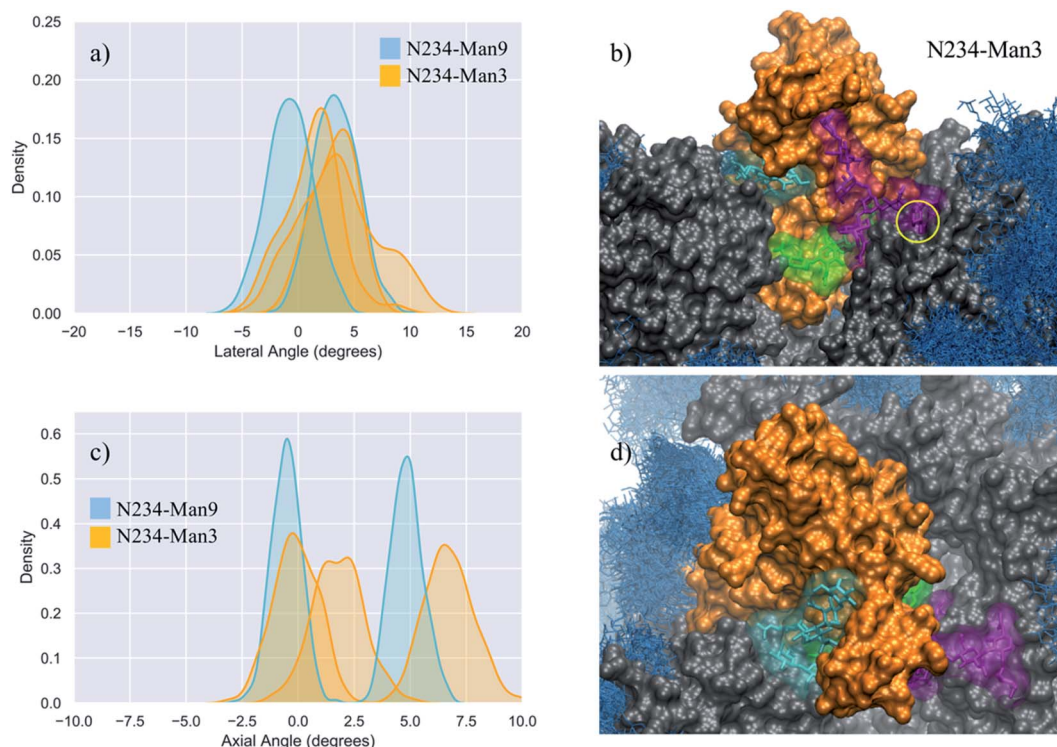 a)
N234-Man9
N234-Man3
0.25
0.20
0.15
0.10
0.05
0.00
Density
−20 −15 −10 −5 0 5 10 15 20
Lateral Angle (degrees)
b)
N234-Man3
c)
N234-Man9
N234-Man3
0.6
0.5
0.4
0.3
0.2
0.1
0.0
Density
−10.0 −7.5 −5.0 −2.5 0.0 2.5 5.0 7.5 10.0
Axial Angle (degrees)
d)